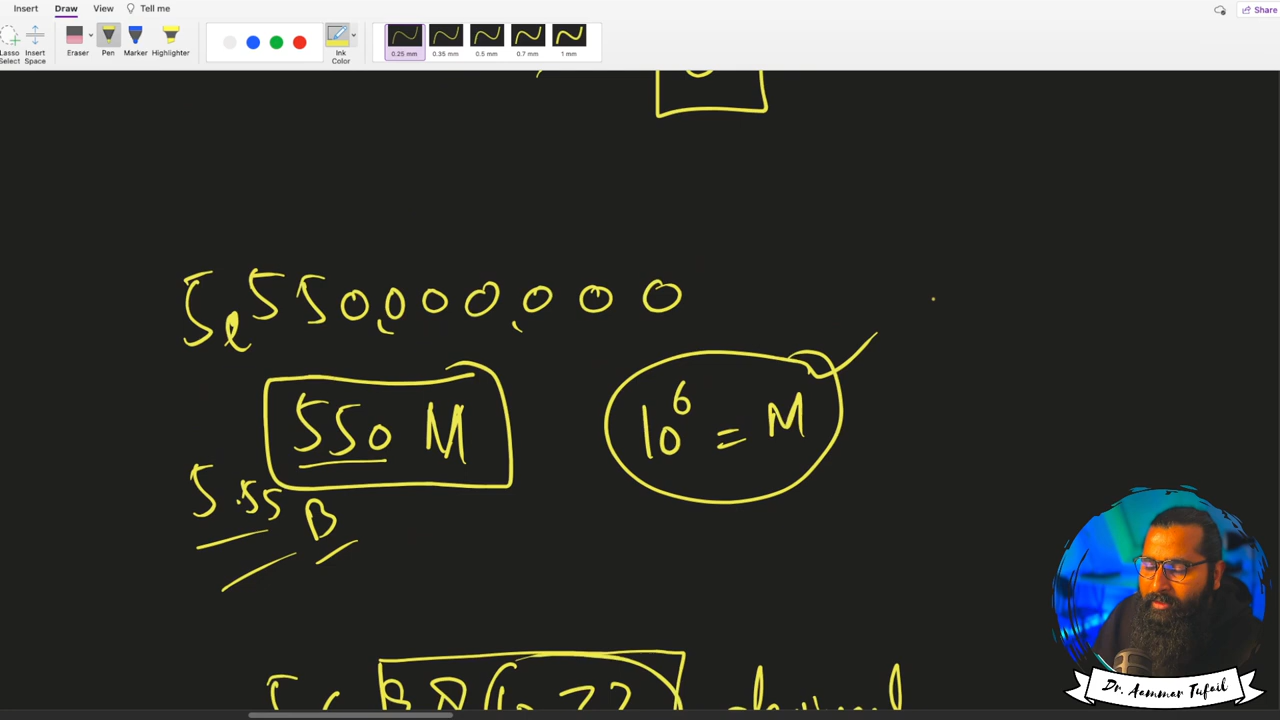 Insert Draw View Tell me
Share
Lasso Select
Insert Space
Eraser
Pen
Marker
Highlighter
Ink Color
0.25 mm
0.35 mm
0.5 mm
0.7 mm
1 mm
5,550,000,000
550 M
10^6 = M
5.55 B
Dr. Aammar Tufail